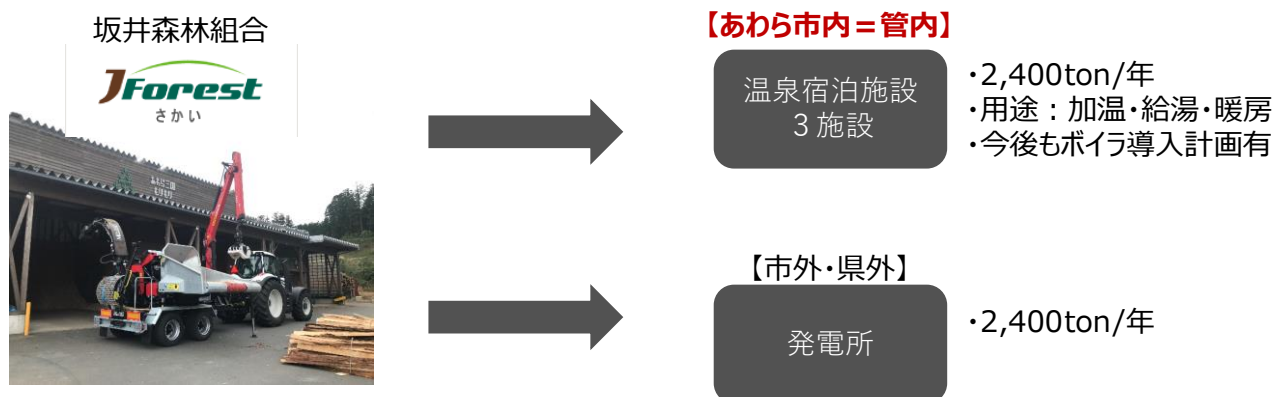 坂井森林組合
JForest
さかい
【あわら市内=管内】
温泉宿泊施設
3施設
・2,400ton/年
・用途：加温・給湯・暖房
・今後もボイラ導入計画有
【市外・県外】
発電所
・2,400ton/年